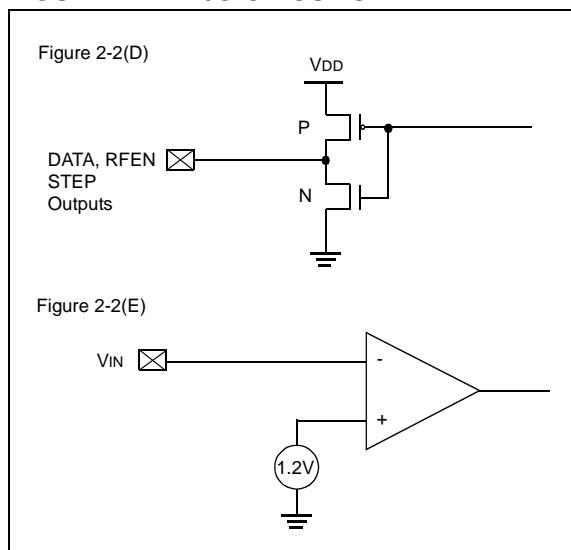 Figure 2-2(D)
VDD
P
DATA, RFEN
STEP
Outputs
N
Figure 2-2(E)
VIN
-
+
1.2V